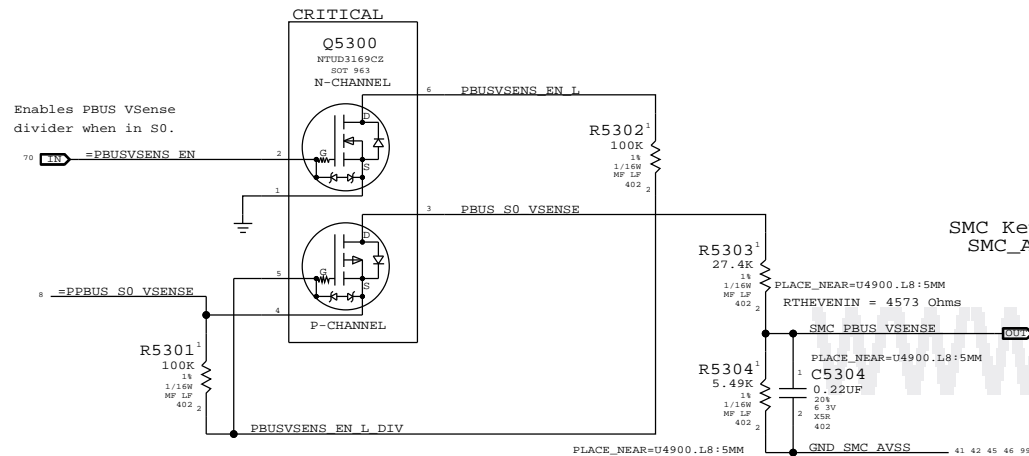 CRITICAL
Q5300
NTUD3169CZ
SOT 963
N-CHANNEL
6 PBUSVSENS_EN_L
Enables PBUS VSense
divider when in S0.
D
R5302 1
100K
1%
1/16W
MF LF
402 2
70 IN =PBUSVSENS_EN 2
G
S
1
3 PBUS_S0_VSENSE
D
SMC Ke
SMC_A
R5303 1
27.4K
1%
1/16W
MF LF
402 2
PLACE_NEAR=U4900.L8:5MM
5
G
S
8 =PPBUS_S0_VSENSE
4
P-CHANNEL
RTHEVENIN = 4573 Ohms
SMC_PBUS_VSENSE OUT
R5301 1
100K
1%
1/16W
MF LF
402 2
PLACE_NEAR=U4900.L8:5MM
R5304 1
5.49K
1%
1/16W
MF LF
402 2
1 C5304
0.22UF
20%
6 3V
2 X5R
402
PBUSVSENS_EN_L_DIV
PLACE_NEAR=U4900.L8:5MM
GND_SMC_AVSS 41 42 45 46 99